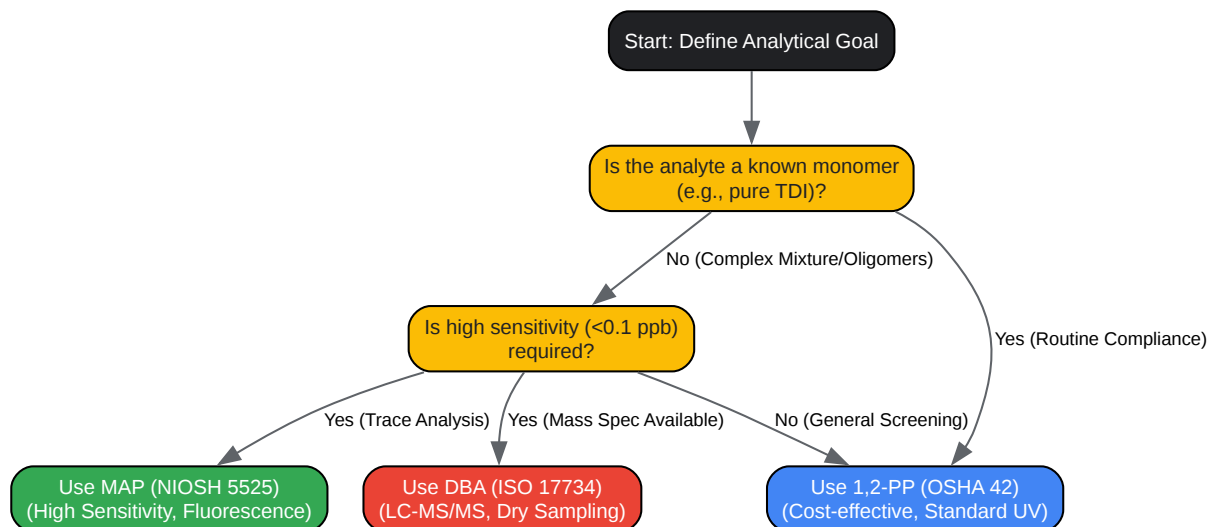 Start: Define Analytical Goal
Is the analyte a known monomer
(e.g., pure TDI)?
No (Complex Mixture/Oligomers)
Is high sensitivity (<0.1 ppb)
required?
Yes (Routine Compliance)
Yes (Trace Analysis)
Yes (Mass Spec Available)
No (General Screening)
Use MAP (NIOSH 5525)
(High Sensitivity, Fluorescence)
Use DBA (ISO 17734)
(LC-MS/MS, Dry Sampling)
Use 1,2-PP (OSHA 42)
(Cost-effective, Standard UV)